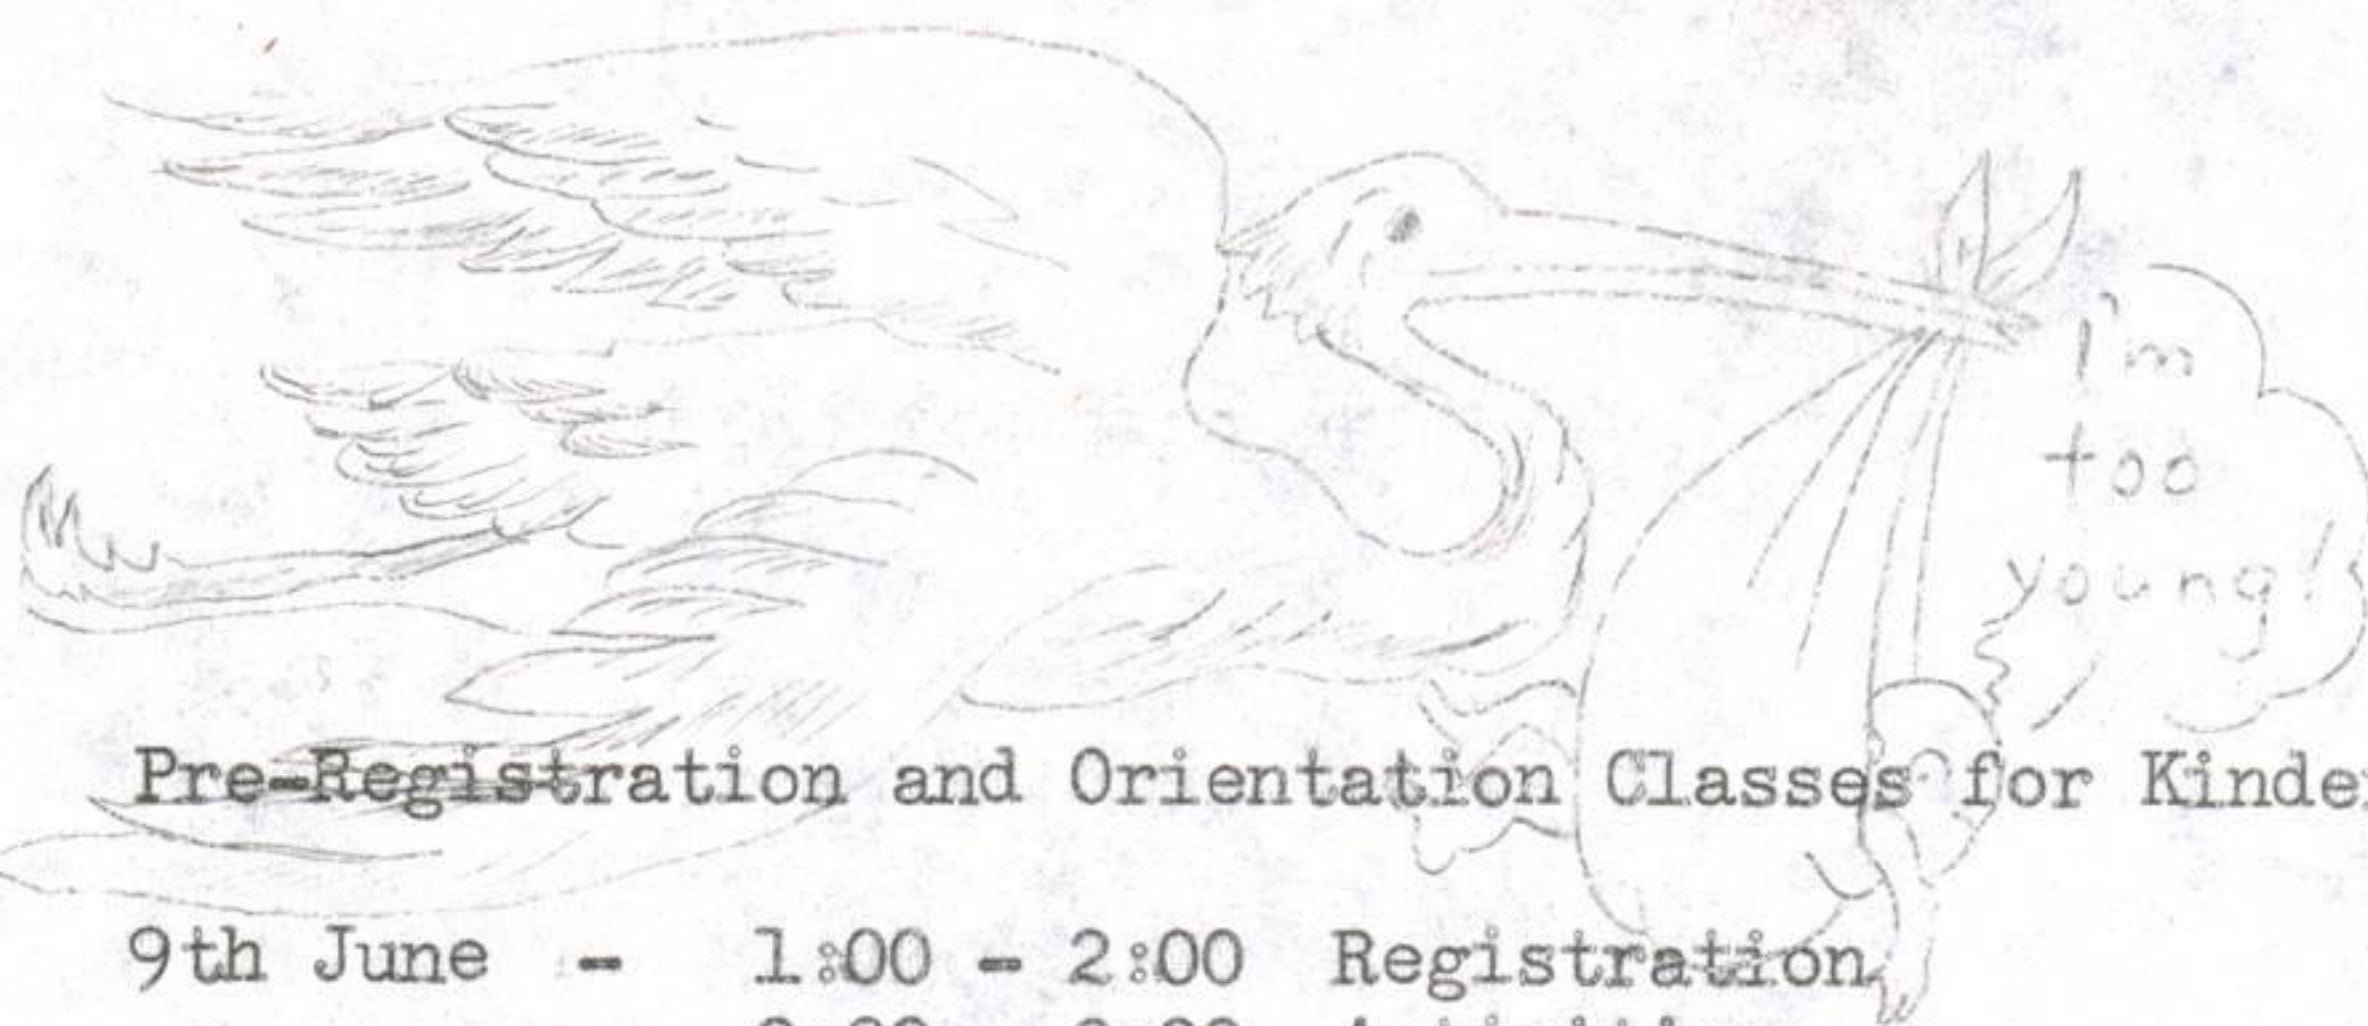 I'm
too
young!
Pre-Registration and Orientation Classes for Kinde
9th June - 1:00 - 2:00 Registration